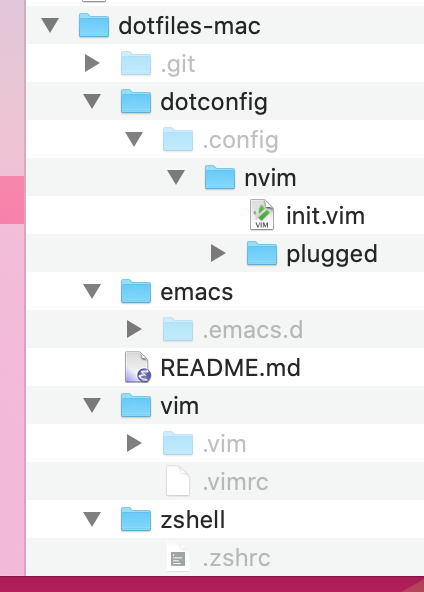 dotfiles-mac
.git
dotconfig
.config
nvim
VIM
init.vim
plugged
emacs
.emacs.d
README.md
vim
.vim
.vimrc
zshell
.zshrc